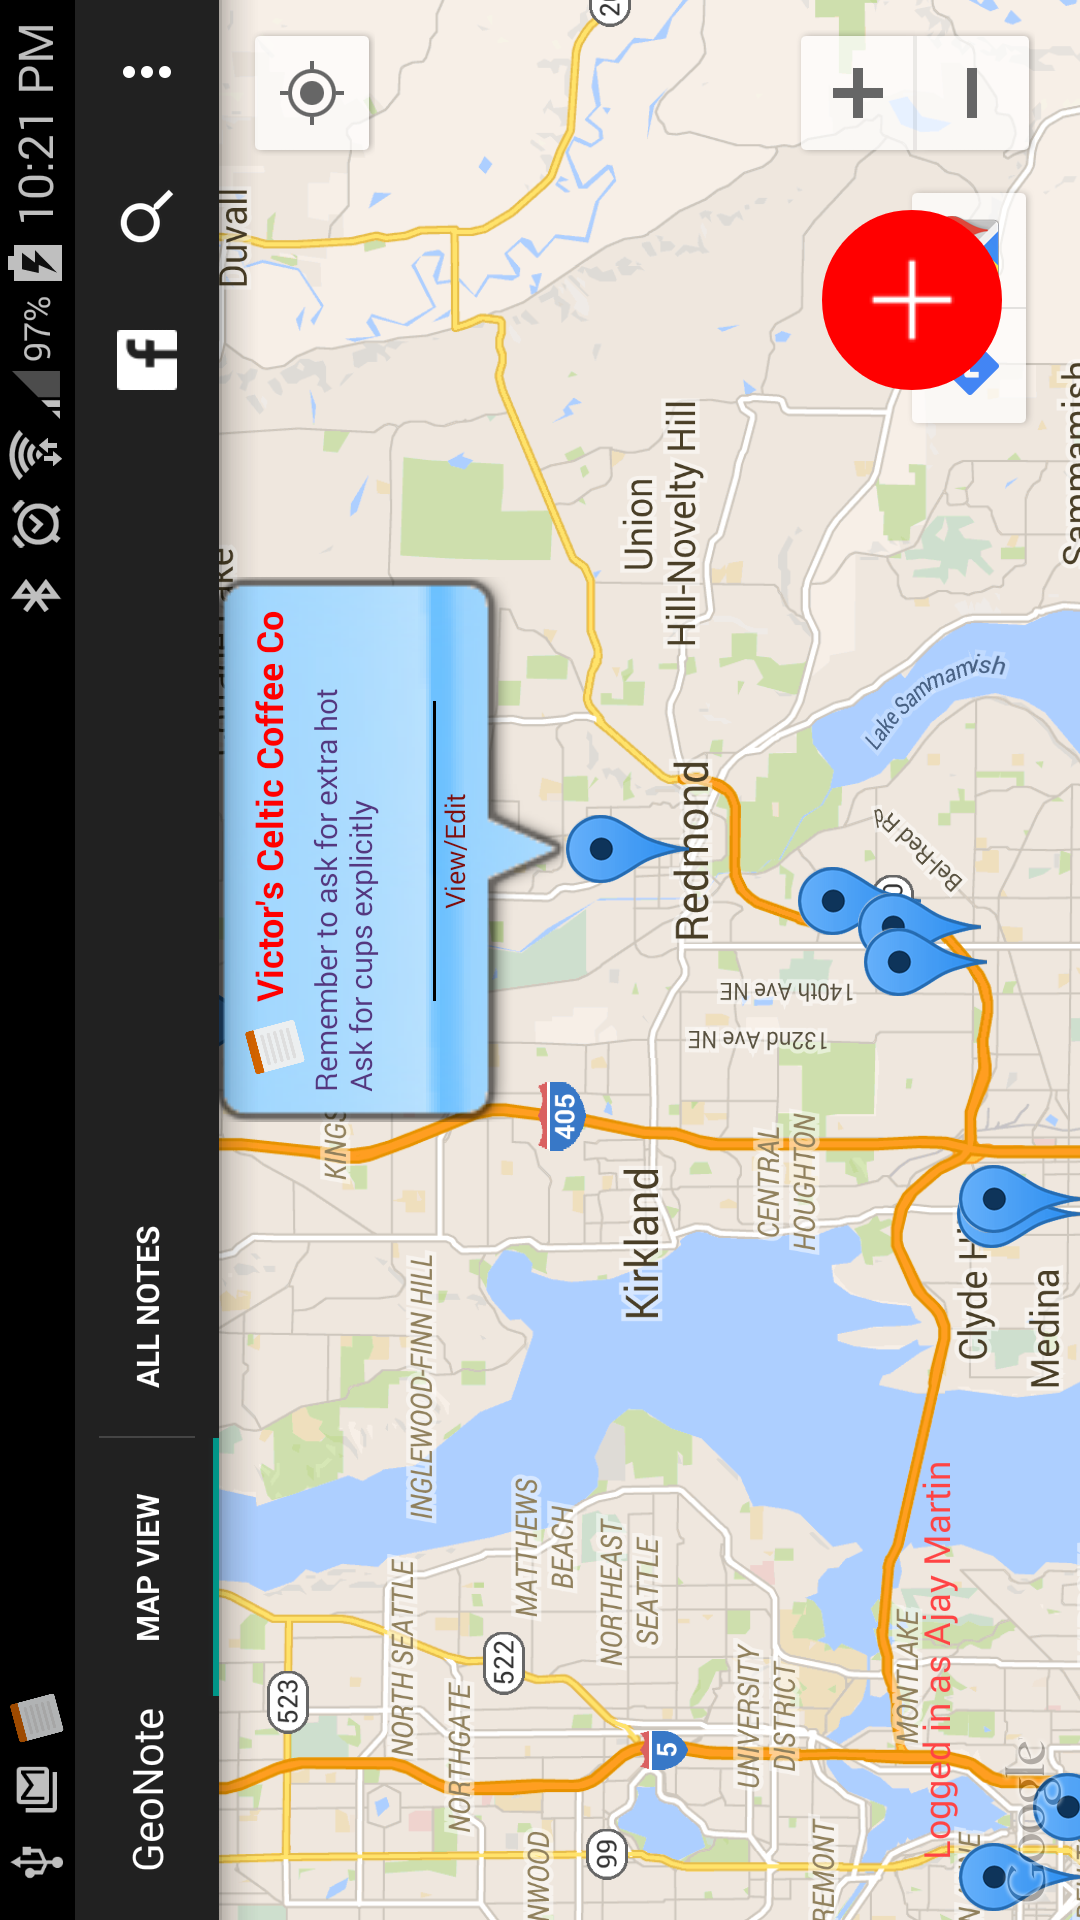 97% 10:21 PM
GeoNote
MAP VIEW
ALL NOTES
Victor's Celtic Coffee Co
Remember to ask for extra hot
Ask for cups explicitly
View/Edit
Duvall
Union
Hill-Novelty Hill
Redmond
Sammamish
Lake Sammamish
Bel-Red Rd
140th Ave NE
132nd Ave NE
405
KINGS
Kirkland
CENTRAL
HOUGHTON
INGLEWOOD-FINN HILL
Medina
Clyde
MATTHEWS
BEACH
NORTHEAST
SEATTLE
NORTH SEATTLE
NORTHGATE
523
522
5
99
UNIVERSITY
DISTRICT
MONTLAKE
Logged in as Ajay Martin
Google